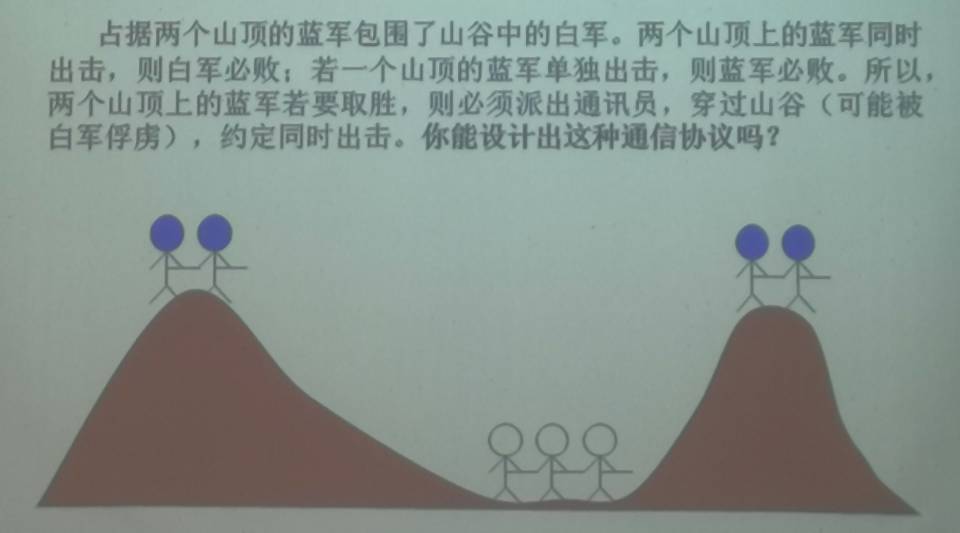 占据两个山顶的蓝军包围了山谷中的白军。两个山顶上的蓝军同时
出击，则白军必败；若一个山顶的蓝军单独出击，则蓝军必败。所以，
两个山顶上的蓝军若要取胜，则必须派出通讯员，穿过山谷（可能被
白军俘虏），约定同时出击。你能设计出这种通信协议吗？